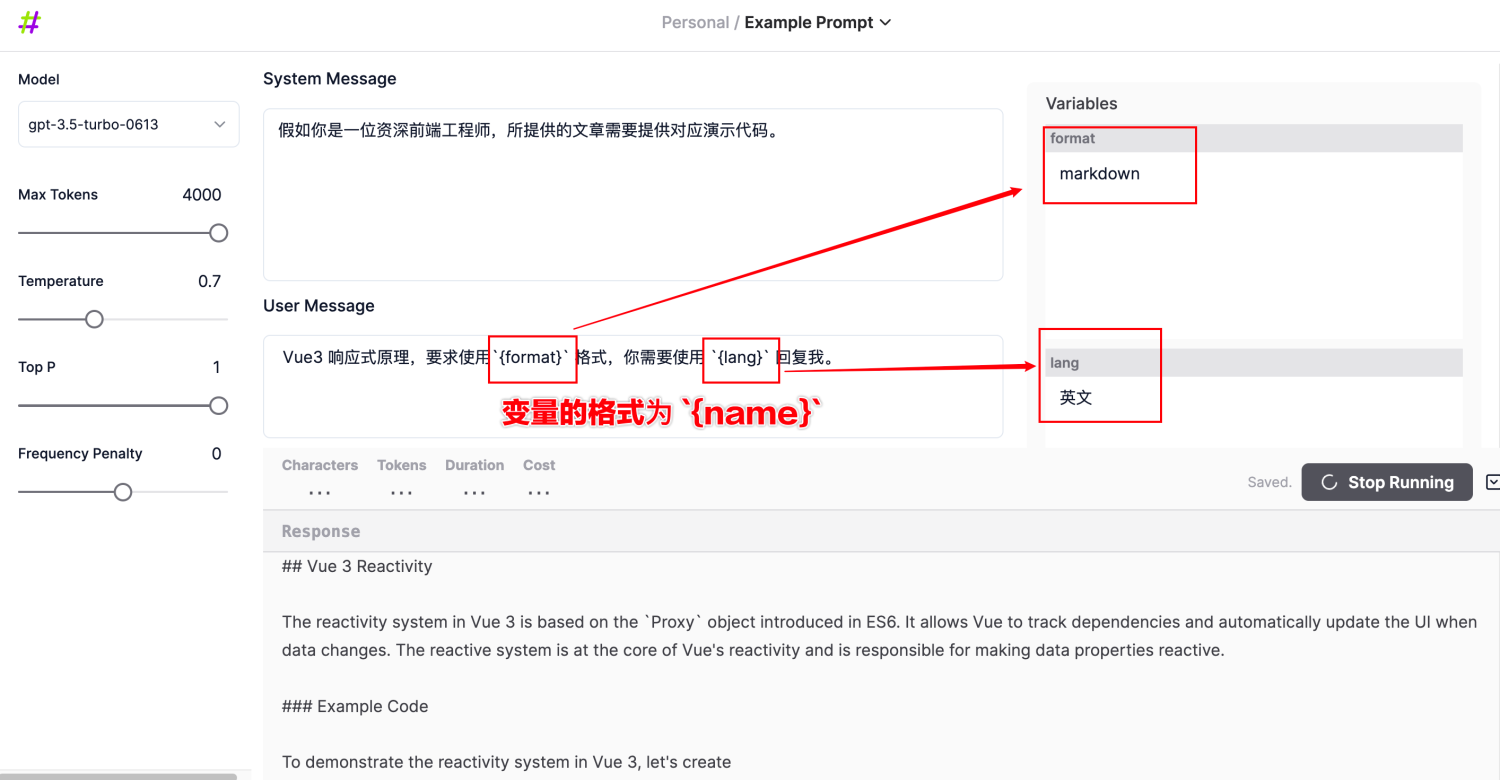 Personal / Example Prompt
Model
gpt-3.5-turbo-0613
Max Tokens 4000
Temperature 0.7
Top P 1
Frequency Penalty 0
System Message
假如你是一位资深前端工程师，所提供的文章需要提供对应演示代码。
User Message
Vue3 响应式原理，要求使用`{format}` 格式，你需要使用 `{lang}` 回复我。
变量的格式为 `{name}`
Variables
format
markdown
lang
英文
Characters Tokens Duration Cost
... ... ... ...
Saved. Stop Running
Response
## Vue 3 Reactivity
The reactivity system in Vue 3 is based on the `Proxy` object introduced in ES6. It allows Vue to track dependencies and automatically update the UI when
data changes. The reactive system is at the core of Vue's reactivity and is responsible for making data properties reactive.
### Example Code
To demonstrate the reactivity system in Vue 3, let's create